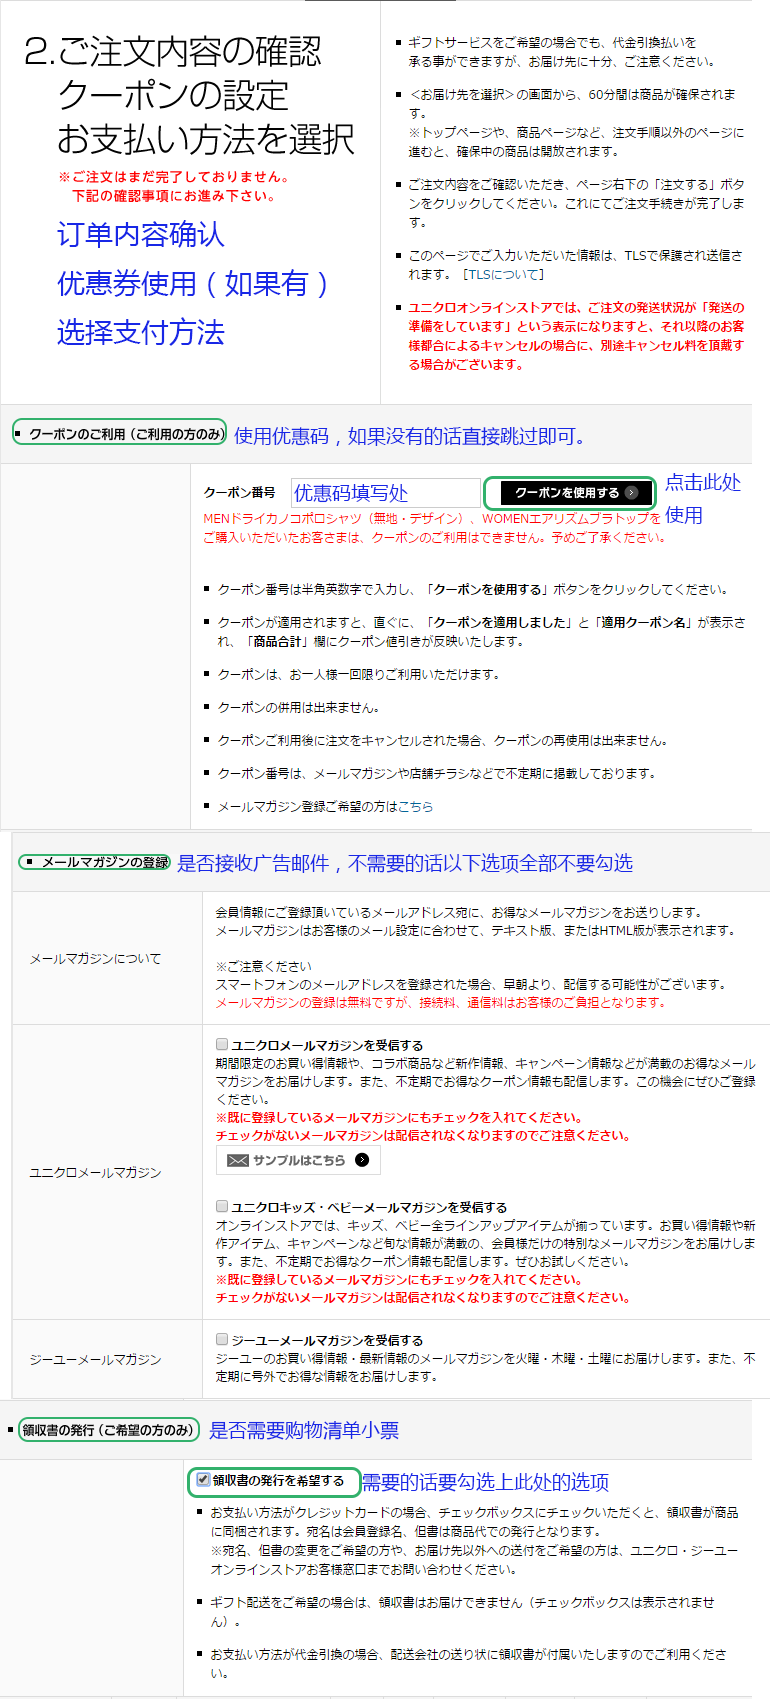 2.ご注文内容の確認
クーポンの設定
お支払い方法を選択
※ご注文はまだ完了しておりません。
下記の確認事項にお進み下さい。
订单内容确认
优惠券使用（如果有）
选择支付方法
ギフトサービスをご希望の場合でも、代金引換払いを
承る事ができますが、お届け先に十分、ご注意ください。
＜お届け先を選択＞の画面から、60分間は商品が確保されま
す。
※トップページや、商品ページなど、注文手順以外のページに
進むと、確保中の商品は開放されます。
ご注文内容をご確認いただき、ページ右下の「注文する」ボタ
ンをクリックしてください。これにてご注文手続きが完了しま
す。
このページでご入力いただいた情報は、TLSで保護され送信さ
れます。［TLSについて］
ユニクロオンラインストアでは、ご注文の発送状況が「発送の
準備をしています」という表示になりますと、それ以降のお客
様都合によるキャンセルの場合に、別途キャンセル料を頂戴す
る場合がございます。
クーポンのご利用（ご利用の方のみ） 使用优惠码，如果没有的话直接跳过即可。
クーポン番号 优惠码填写处 クーポンを使用する 点击此处
使用
MENドライカノコポロシャツ（無地・デザイン）、WOMENエアリズムブラトップを
ご購入いただいたお客さまは、クーポンのご利用はできません。予めご了承ください。
クーポン番号は半角英数字で入力し、「クーポンを使用する」ボタンをクリックしてください。
クーポンが適用されますと、直ぐに、「クーポンを適用しました」と「適用クーポン名」が表示さ
れ、「商品合計」欄にクーポン値引きが反映いたします。
クーポンは、お一人様一回限りご利用いただけます。
クーポンの併用は出来ません。
クーポンご利用後に注文をキャンセルされた場合、クーポンの再使用は出来ません。
クーポン番号は、メールマガジンや店舗チラシなどで不定期に掲載しております。
メールマガジン登録ご希望の方はこちら
メールマガジンの登録 是否接收广告邮件，不需要的话以下选项全部不要勾选
メールマガジンについて
会員情報にご登録頂いているメールアドレス宛に、お得なメールマガジンをお送りします。
メールマガジンはお客様のメール設定に合わせて、テキスト版、またはHTML版が表示されます。
※ご注意ください
スマートフォンのメールアドレスを登録された場合、早朝より、配信する可能性がございます。
メールマガジンの登録は無料ですが、接続料、通信料はお客様のご負担となります。
ユニクロメールマガジン
ユニクロメールマガジンを受信する
期間限定のお買い得情報や、コラボ商品など新作情報、キャンペーン情報などが満載のお得なメール
マガジンをお届けします。また、不定期でお得なクーポン情報も配信します。この機会にぜひご登録
ください。
※既に登録しているメールマガジンにもチェックを入れてください。
チェックがないメールマガジンは配信されなくなりますのでご注意ください。
サンプルはこちら
ユニクロキッズ・ベビーメールマガジンを受信する
オンラインストアでは、キッズ、ベビー全ラインアップアイテムが揃っています。お買い得情報や新
作アイテム、キャンペーンなど旬な情報が満載の、会員様だけの特別なメールマガジンをお届けしま
す。また、不定期でお得なクーポン情報も配信します。ぜひお試しください。
※既に登録しているメールマガジンにもチェックを入れてください。
チェックがないメールマガジンは配信されなくなりますのでご注意ください。
ジーユーメールマガジン
ジーユーメールマガジンを受信する
ジーユーのお買い得情報・最新情報のメールマガジンを火曜・木曜・土曜にお届けします。また、不
定期に号外でお得な情報をお届けします。
領収書の発行（ご希望の方のみ） 是否需要购物清单小票
領収書の発行を希望する 需要的话要勾选上此处的选项
お支払い方法がクレジットカードの場合、チェックボックスにチェックいただくと、領収書が商品
に同梱されます。宛名は会員登録名、但書は商品代での発行となります。
※宛名、但書の変更をご希望の方や、お届け先以外への送付をご希望の方は、ユニクロ・ジーユー
オンラインストアお客様窓口までお問い合わせください。
ギフト配送をご希望の場合は、領収書はお届けできません（チェックボックスは表示されませ
ん）。
お支払い方法が代金引換の場合、配送会社の送り状に領収書が付属いたしますのでご利用くださ
い。